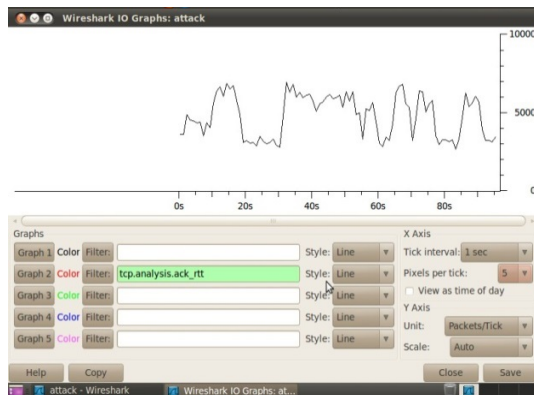 Wireshark IO Graphs: attack
10000
5000
0
0s 20s 40s 60s 80s
Graphs
X Axis
Graph 1 Color Filter: Style: Line
Tick interval: 1 sec
Graph 2 Color Filter: tcp.analysis.ack_rtt Style: Line
Pixels per tick: 5
Graph 3 Color Filter: Style: Line
View as time of day
Y Axis
Graph 4 Color Filter: Style: Line
Unit: Packets/Tick
Graph 5 Color Filter: Style: Line
Scale: Auto
Help Copy Close Save
attack - Wireshark Wireshark IO Graphs: at...